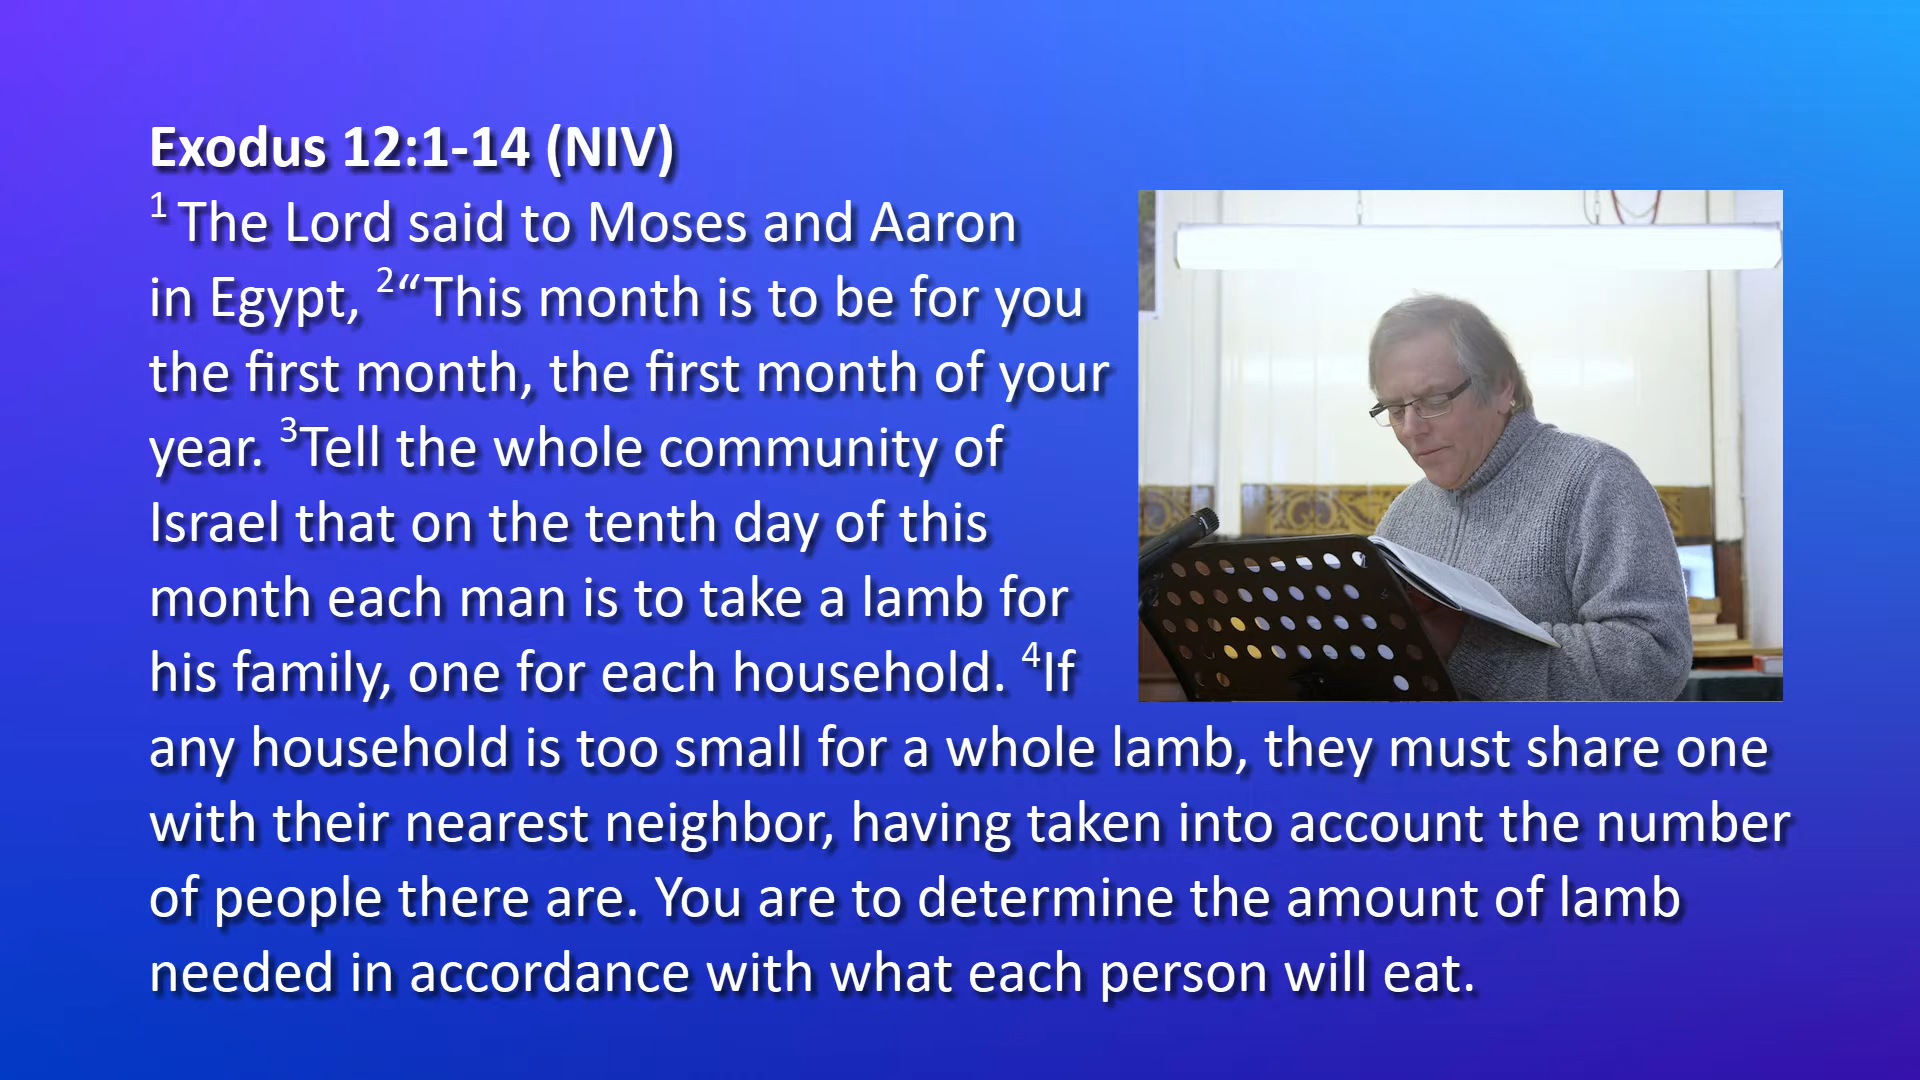 Exodus 12:1-14 (NIV)
1 The Lord said to Moses and Aaron
in Egypt, 2“This month is to be for you
the first month, the first month of your
year. 3Tell the whole community of
Israel that on the tenth day of this
month each man is to take a lamb for
his family, one for each household. 4If
any household is too small for a whole lamb, they must share one
with their nearest neighbor, having taken into account the number
of people there are. You are to determine the amount of lamb
needed in accordance with what each person will eat.